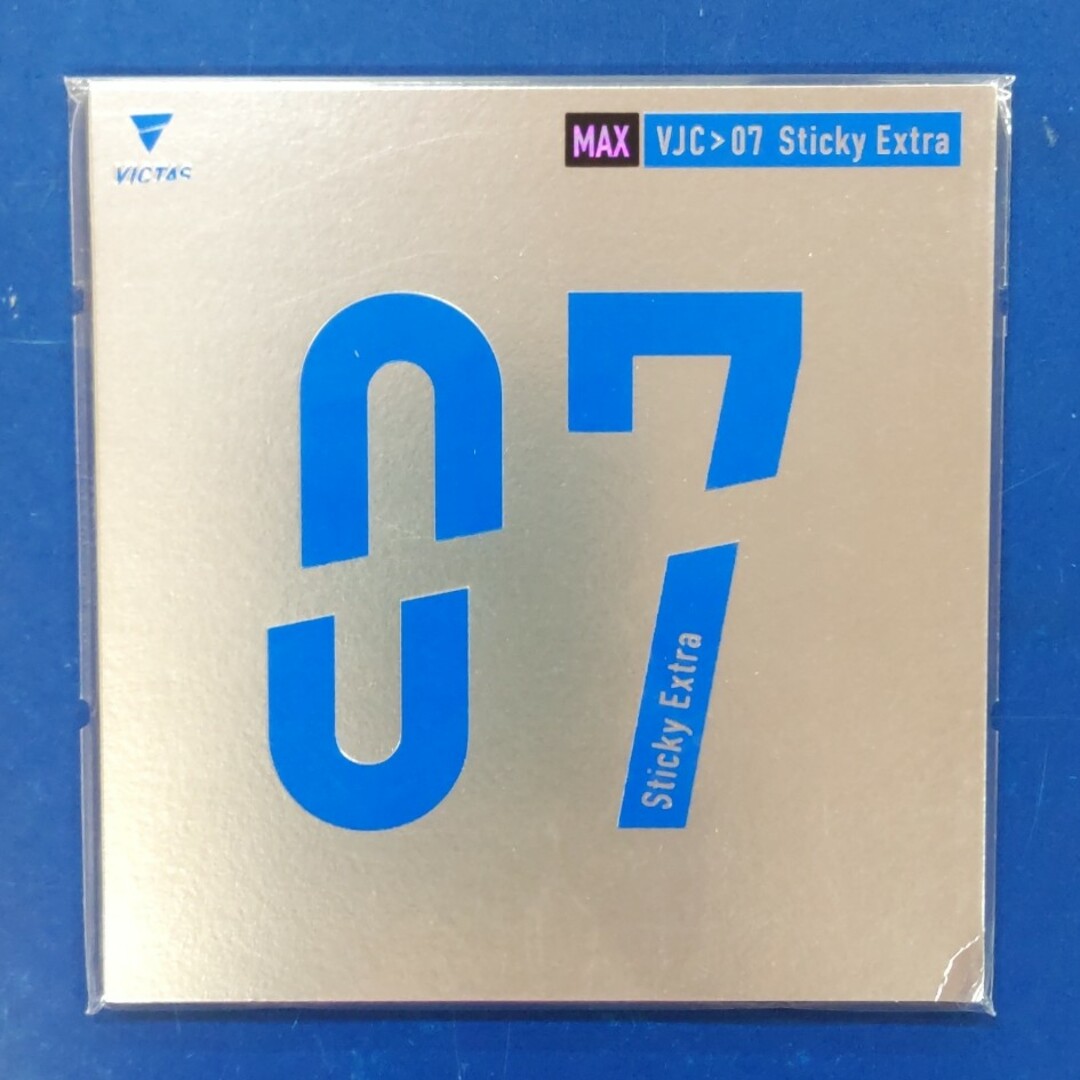 VICTAS
MAX VJC>07 Sticky Extra
07
Sticky Extra